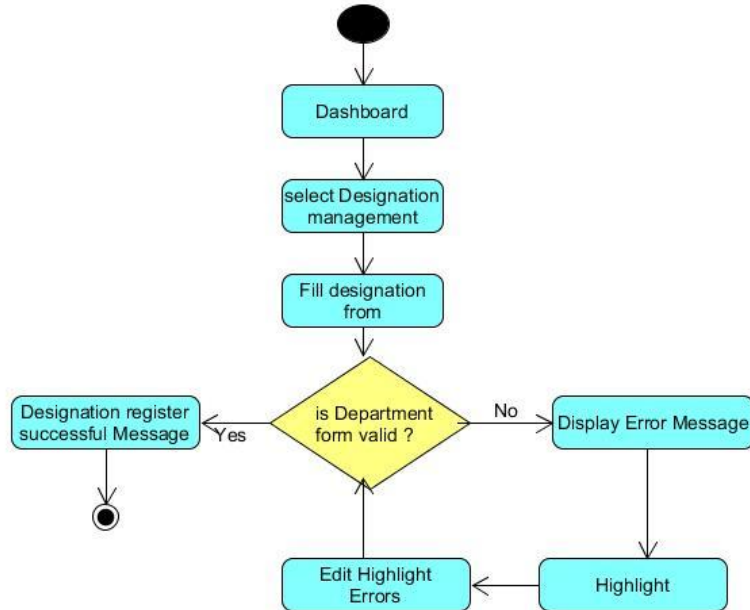 Dashboard
select Designation
management
Fill designation
from
is Department
form valid ?
Yes
No
Designation register
successful Message
Display Error Message
Edit Highlight
Errors
Highlight